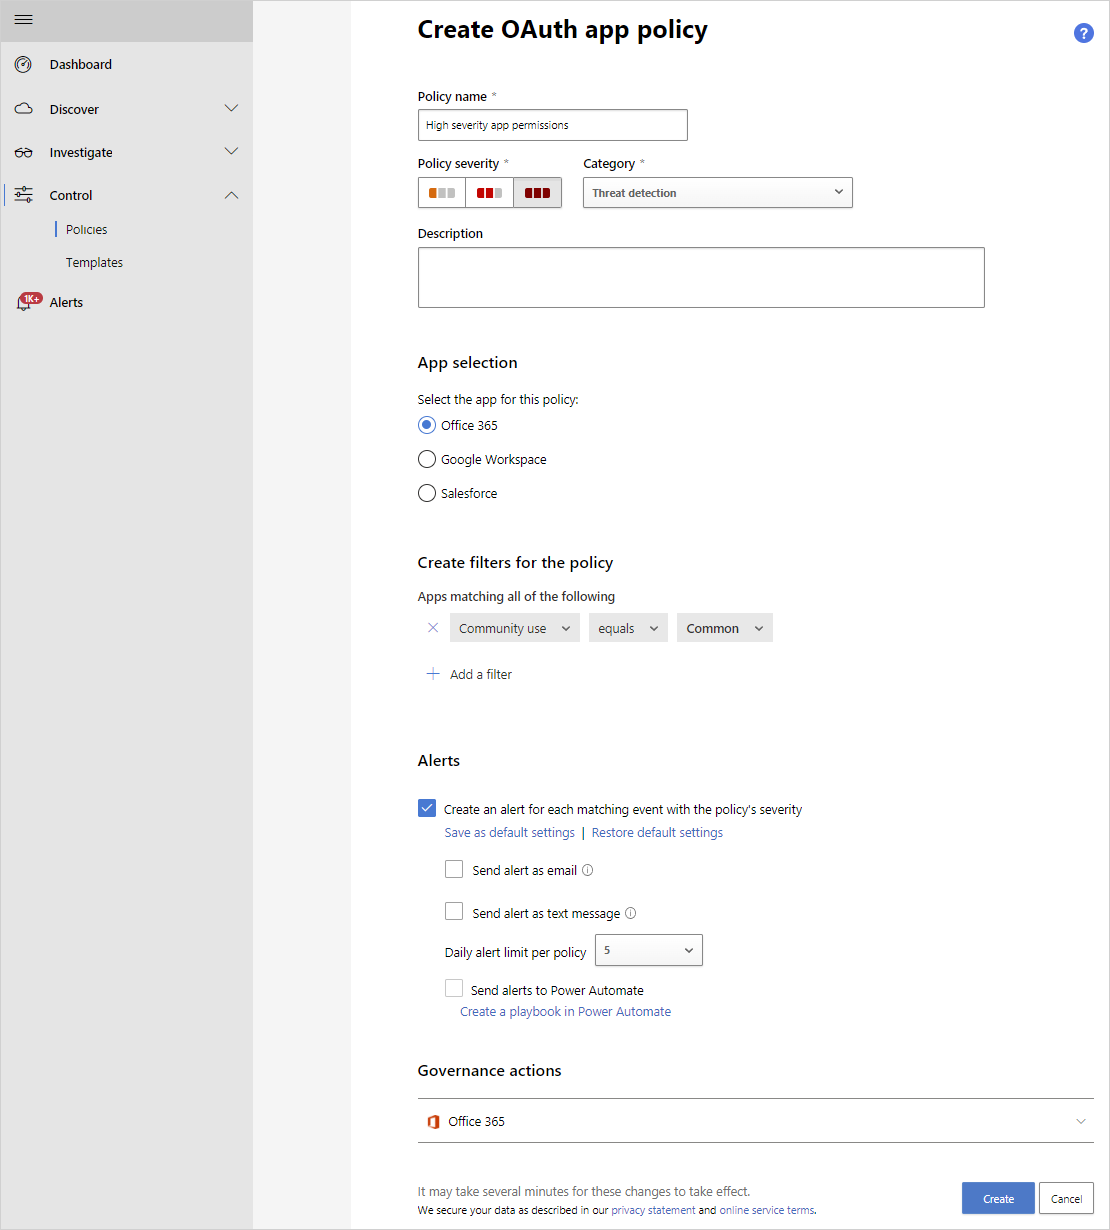 Create OAuth app policy
?
Dashboard
Discover
Investigate
Control
Policies
Templates
1K+
Alerts
Policy name *
High severity app permissions
Policy severity *
Category *
Threat detection
Description
App selection
Select the app for this policy:
Office 365
Google Workspace
Salesforce
Create filters for the policy
Apps matching all of the following
Community use equals Common
Add a filter
Alerts
Create an alert for each matching event with the policy's severity
Save as default settings | Restore default settings
Send alert as email
Send alert as text message
Daily alert limit per policy 5
Send alerts to Power Automate
Create a playbook in Power Automate
Governance actions
Office 365
It may take several minutes for these changes to take effect.
We secure your data as described in our privacy statement and online service terms.
Create
Cancel